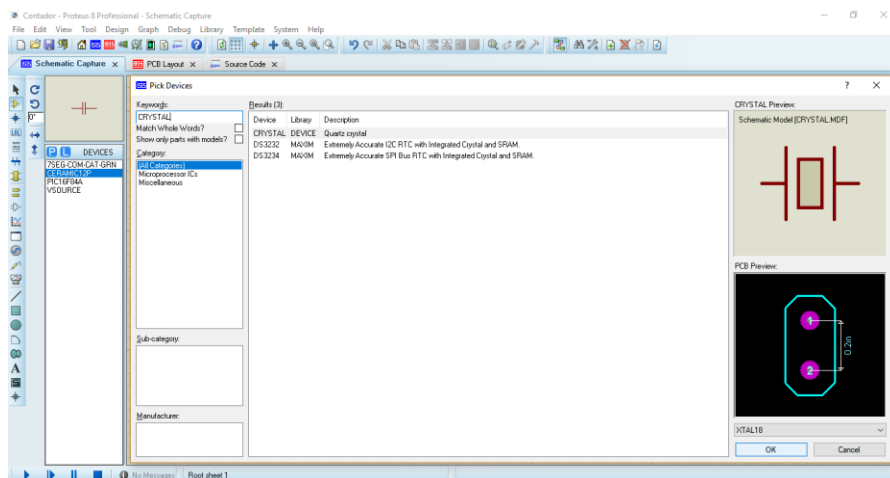 Contador - Proteus 8 Professional - Schematic Capture
File Edit View Tool Design Graph Debug Library Template System Help
Schematic Capture x PCB Layout x Source Code x
Pick Devices ? X
Keywords:
CRYSTAL
Match Whole Words?
Show only parts with models?
Category:
(All Categories)
Microprocessor ICs
Miscellaneous
Sub-category:
Manufacturer:
Results (3):
Device Library Description
CRYSTAL DEVICE Quartz crystal
DS3232 MAXIM Extremely Accurate I2C RTC with Integrated Crystal and SRAM.
DS3234 MAXIM Extremely Accurate SPI Bus RTC with Integrated Crystal and SRAM.
CRYSTAL Preview:
Schematic Model [CRYSTAL.MDF]
PCB Preview:
1
2
0.2in
XTAL18
OK Cancel
0°
LBL
P L DEVICES
7SEG-COM-CAT-GRN
CERAMIC12P
PIC16F84A
VSOURCE
A
S
No Messages Root sheet 1